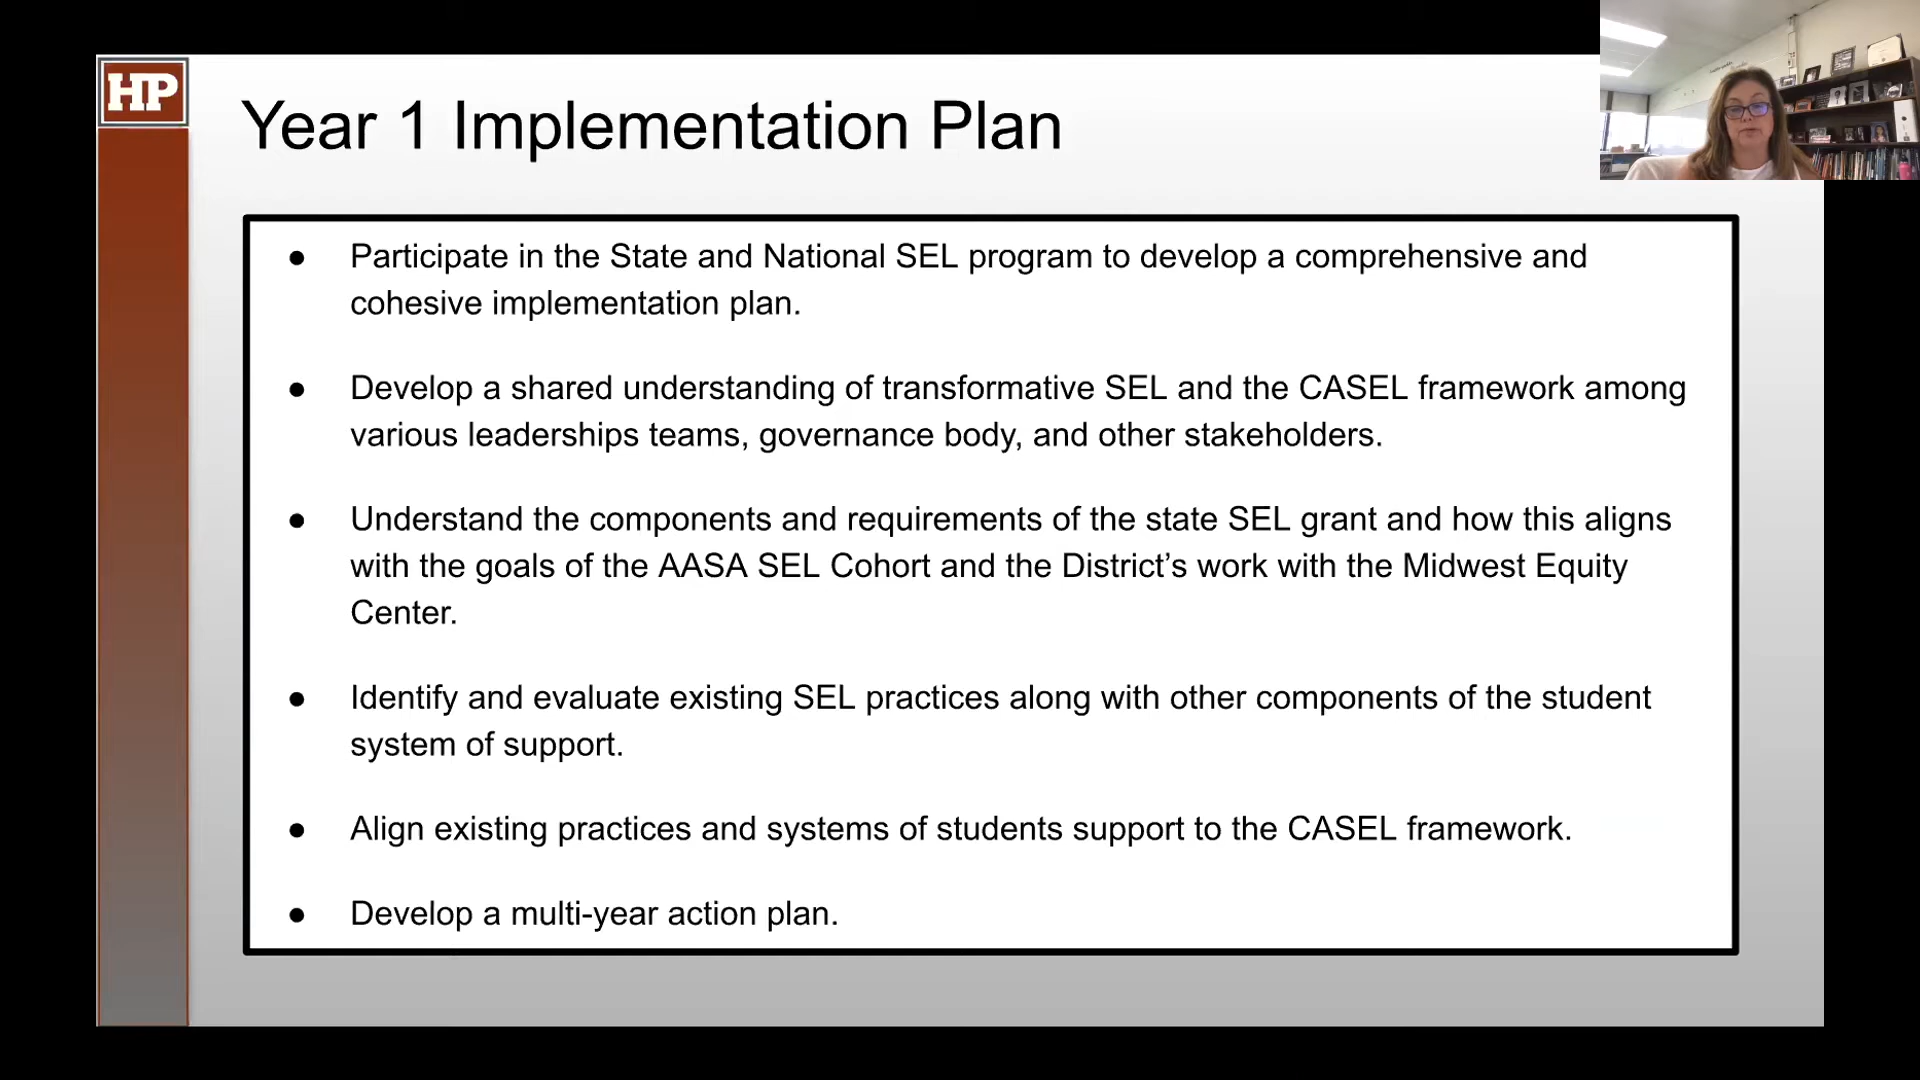 HP
Year 1 Implementation Plan
● Participate in the State and National SEL program to develop a comprehensive and
cohesive implementation plan.
● Develop a shared understanding of transformative SEL and the CASEL framework among
various leaderships teams, governance body, and other stakeholders.
● Understand the components and requirements of the state SEL grant and how this aligns
with the goals of the AASA SEL Cohort and the District’s work with the Midwest Equity
Center.
● Identify and evaluate existing SEL practices along with other components of the student
system of support.
● Align existing practices and systems of students support to the CASEL framework.
● Develop a multi-year action plan.